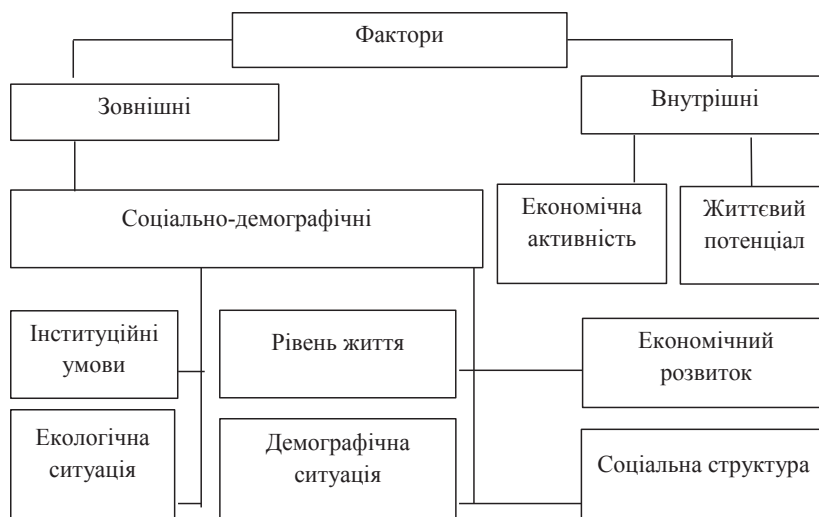 Фактори
Зовнішні
Внутрішні
Соціально-демографічні
Економічна
активність
Життєвий
потенціал
Інституційні
умови
Рівень життя
Економічний
розвиток
Екологічна
ситуація
Демографічна
ситуація
Соціальна структура